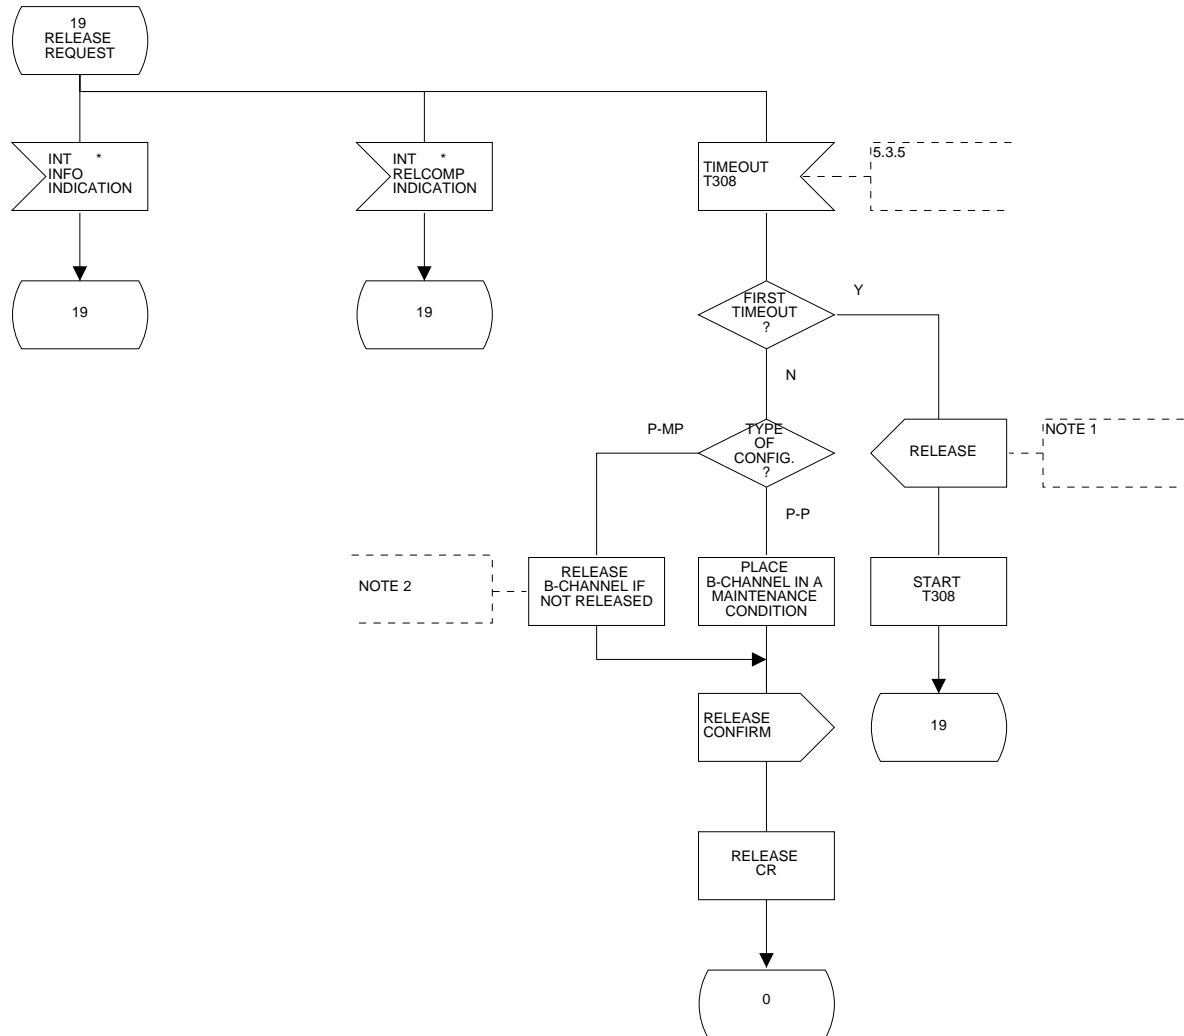 19
RELEASE
REQUEST
INT *
INFO
INDICATION
INT *
RELCOMP
INDICATION
TIMEOUT
T308
5.3.5
19
19
FIRST
TIMEOUT
?
Y
N
P-MP
TYPE
OF
CONFIG.
?
RELEASE
NOTE 1
P-P
NOTE 2
RELEASE
B-CHANNEL IF
NOT RELEASED
PLACE
B-CHANNEL IN A
MAINTENANCE
CONDITION
START
T308
RELEASE
CONFIRM
19
RELEASE
CR
0